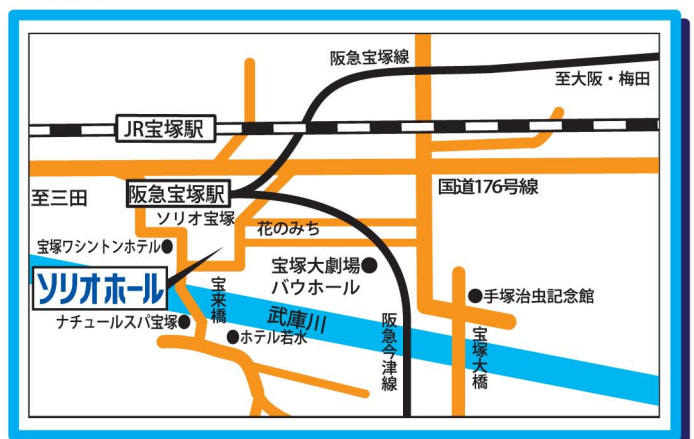 阪急宝塚線
至大阪・梅田
JR宝塚駅
国道176号線
至三田
阪急宝塚駅
ソリオ宝塚
花のみち
宝塚ワシントンホテル
宝塚大劇場
バウホール
ソリオホール
手塚治虫記念館
宝来橋
武庫川
ナチュールスパ宝塚
ホテル若水
阪急今津線
宝塚大橋